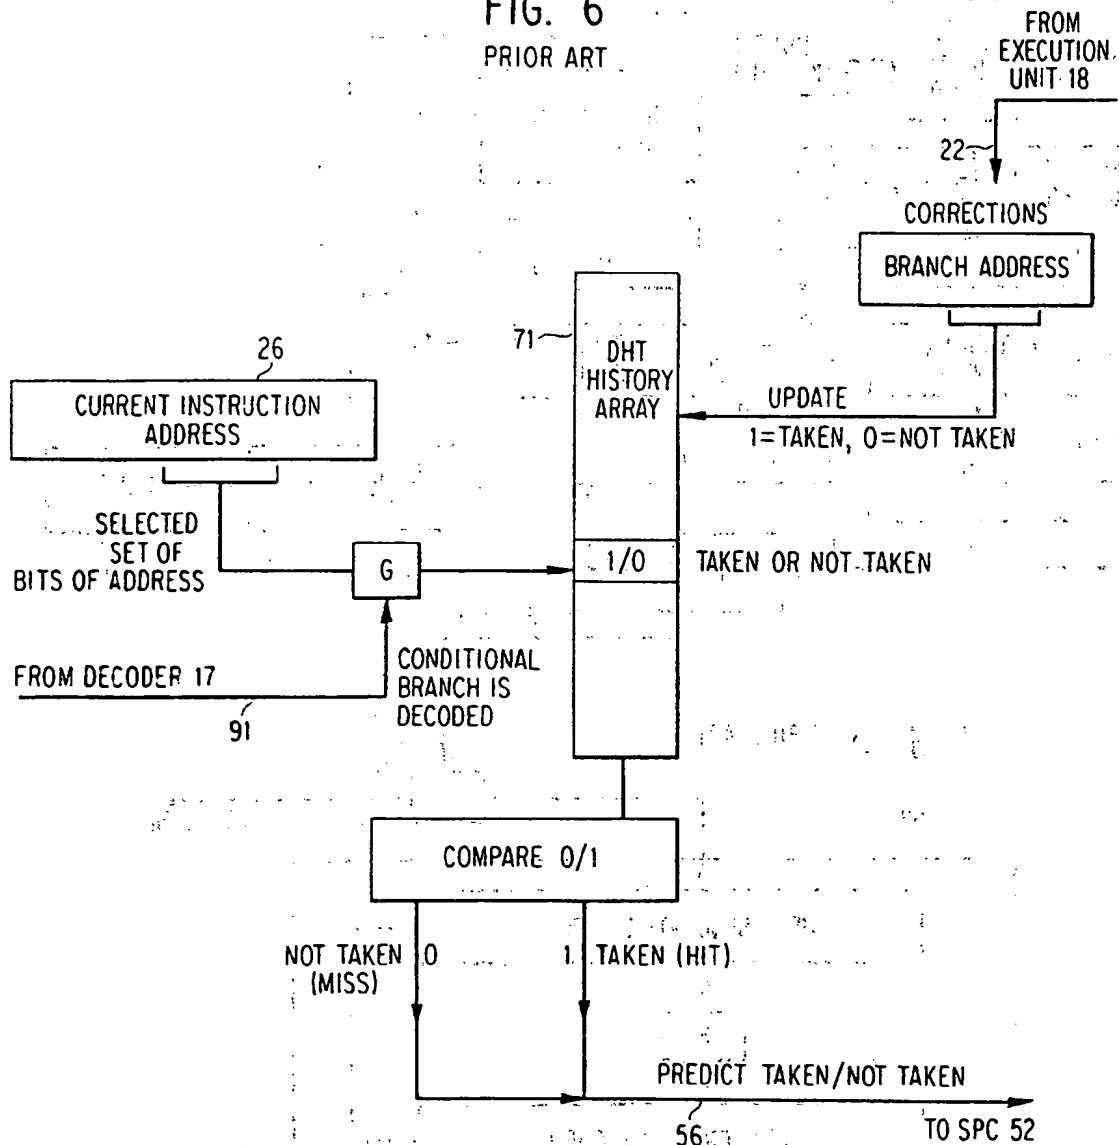 FIG. 6
PRIOR ART
FROM
EXECUTION
UNIT 18
22
CORRECTIONS
BRANCH ADDRESS
71
DHT
HISTORY
ARRAY
26
CURRENT INSTRUCTION
ADDRESS
UPDATE
1=TAKEN, 0=NOT TAKEN
SELECTED
SET OF
BITS OF ADDRESS
G
1/0
TAKEN OR NOT TAKEN
FROM DECODER 17
91
CONDITIONAL
BRANCH IS
DECODED
COMPARE 0/1
NOT TAKEN 0
(MISS)
1 TAKEN (HIT)
PREDICT TAKEN/NOT TAKEN
56
TO SPC 52